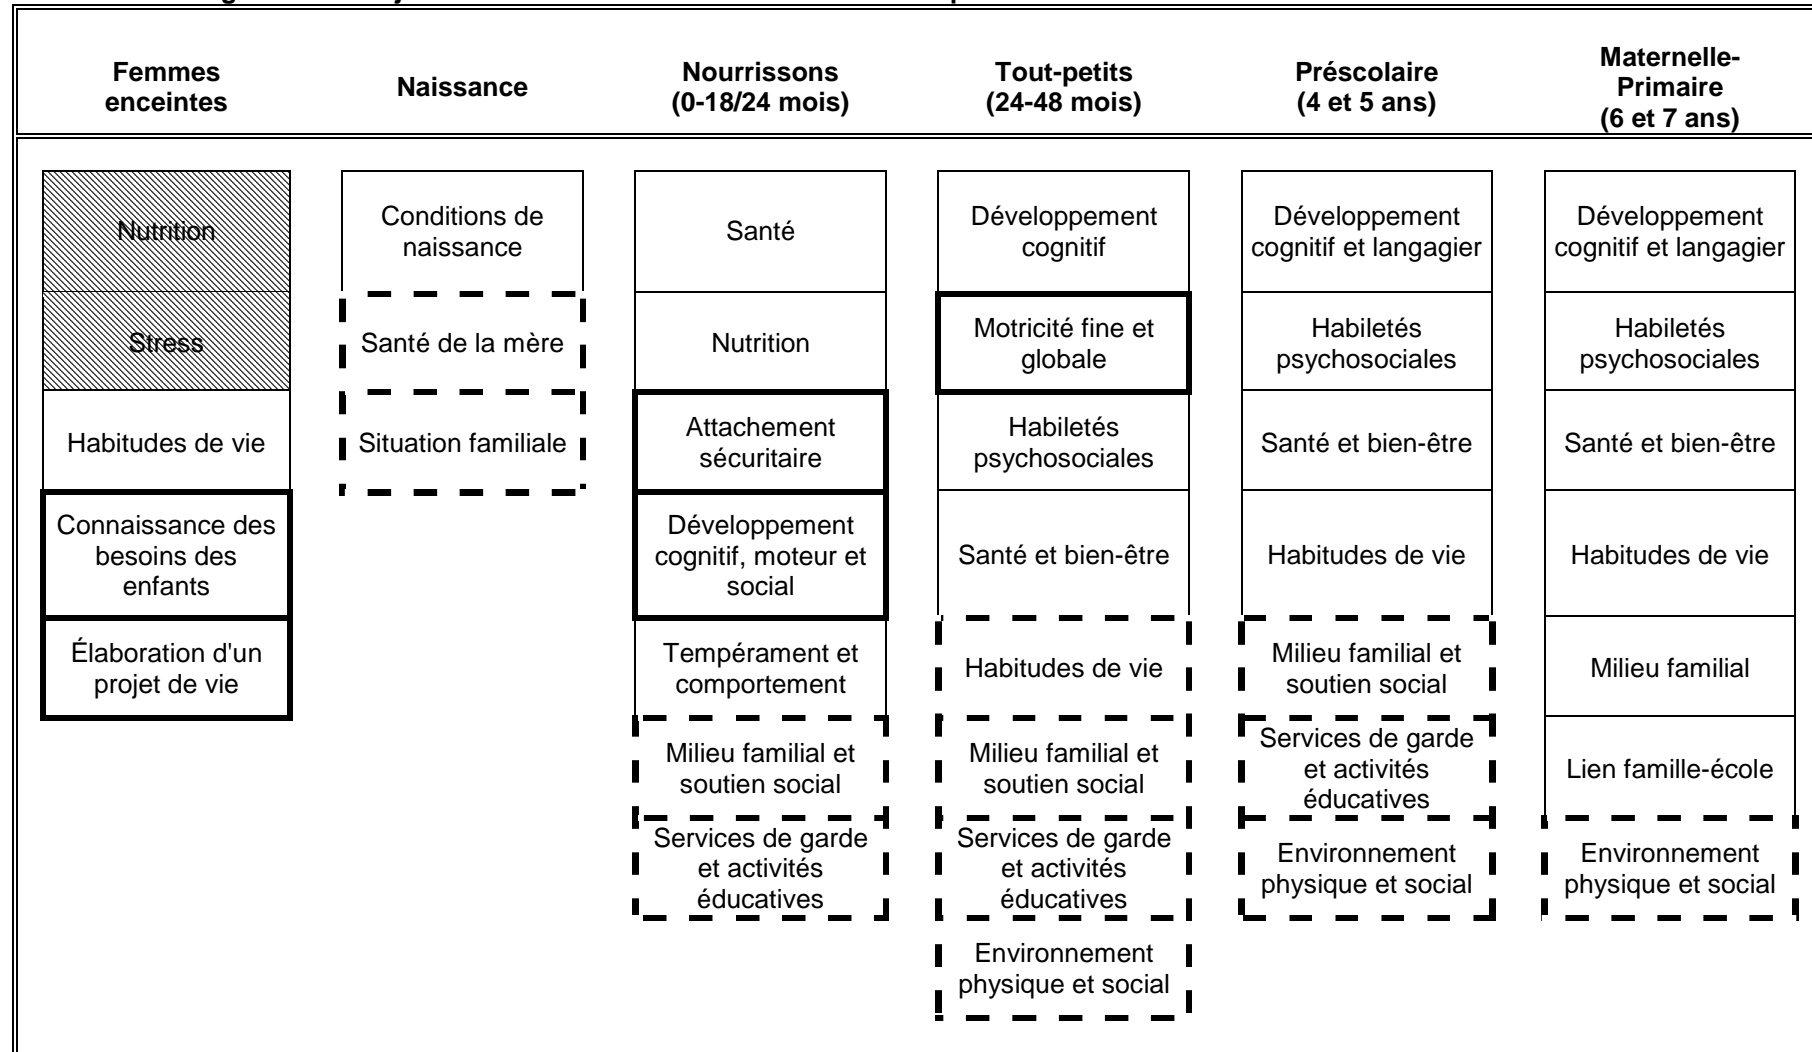 Femmes
enceintes
Naissance
Nourrissons
(0-18/24 mois)
Tout-petits
(24-48 mois)
Préscolaire
(4 et 5 ans)
Maternelle-
Primaire
(6 et 7 ans)
Nutrition
Stress
Habitudes de vie
Connaissance des
besoins des
enfants
Élaboration d'un
projet de vie
Conditions de
naissance
Santé de la mère
Situation familiale
Santé
Nutrition
Attachement
sécuritaire
Développement
cognitif, moteur et
social
Tempérament et
comportement
Milieu familial et
soutien social
Services de garde
et activités
éducatives
Développement
cognitif
Motricité fine et
globale
Habiletés
psychosociales
Santé et bien-être
Habitudes de vie
Milieu familial et
soutien social
Services de garde
et activités
éducatives
Environnement
physique et social
Développement
cognitif et langagier
Habiletés
psychosociales
Santé et bien-être
Habitudes de vie
Milieu familial et
soutien social
Services de garde
et activités
éducatives
Environnement
physique et social
Développement
cognitif et langagier
Habiletés
psychosociales
Santé et bien-être
Habitudes de vie
Milieu familial
Lien famille-école
Environnement
physique et social